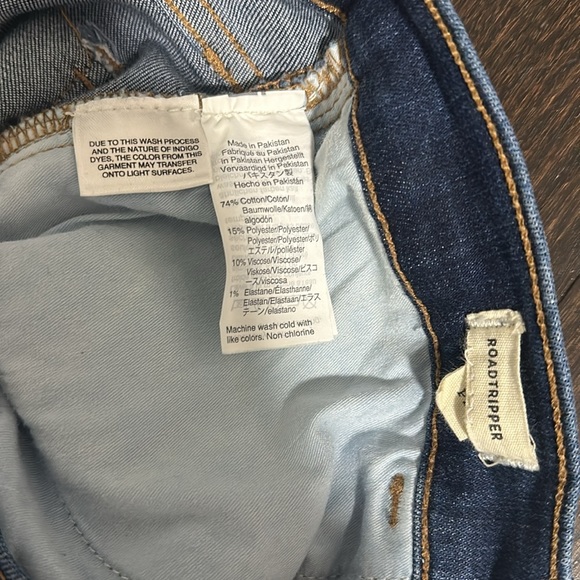 DUE TO THIS WASH PROCESS
AND THE NATURE OF INDIGO
DYES, THE COLOR FROM THIS
GARMENT MAY TRANSFER
ONTO LIGHT SURFACES.
Made in Pakistan
Fabriqué au Pakistan
In Pakistan Hergestellt
Vervaardigd in Pakistan
パキスタン製
Hecho en Pakistán
74% Cotton/Coton/
Baumwolle/Katoen/綿
algodón
15% Polyester/Polyester/
Polyester/Polyester/ポリ
エステル/poliéster
10% Viscose/Viscose/
Viskose/Viscose/ビスコ
ース/viscosa
1% Elastane/Élasthanne/
Elastan/Elastaan/エラス
テーン/elastano
Machine wash cold with
like colors. Non chlorine
ROADTRIPPER